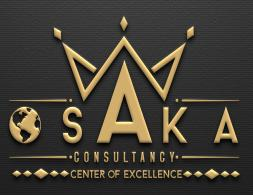 OSAKA
CONSULTANCY
CENTER OF EXCELLENCE